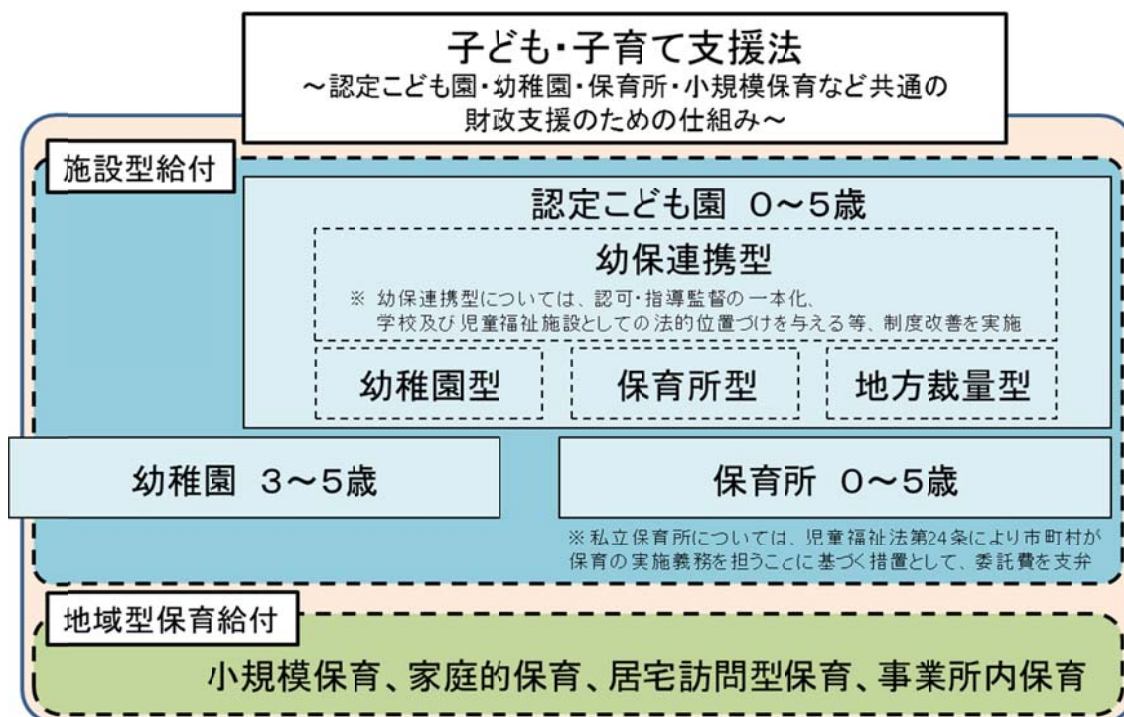 子ども・子育て支援法
～認定こども園・幼稚園・保育所・小規模保育など共通の
財政支援のための仕組み～
施設型給付
認定こども園 ０～５歳
幼保連携型
※ 幼保連携型については、認可・指導監督の一本化、
学校及び児童福祉施設としての法的位置づけを与える等、制度改善を実施
幼稚園型
保育所型
地方裁量型
幼稚園 ３～５歳
保育所 ０～５歳
※私立保育所については、児童福祉法第24条により市町村が
保育の実施義務を担うことに基づく措置として、委託費を支弁
地域型保育給付
小規模保育、家庭的保育、居宅訪問型保育、事業所内保育